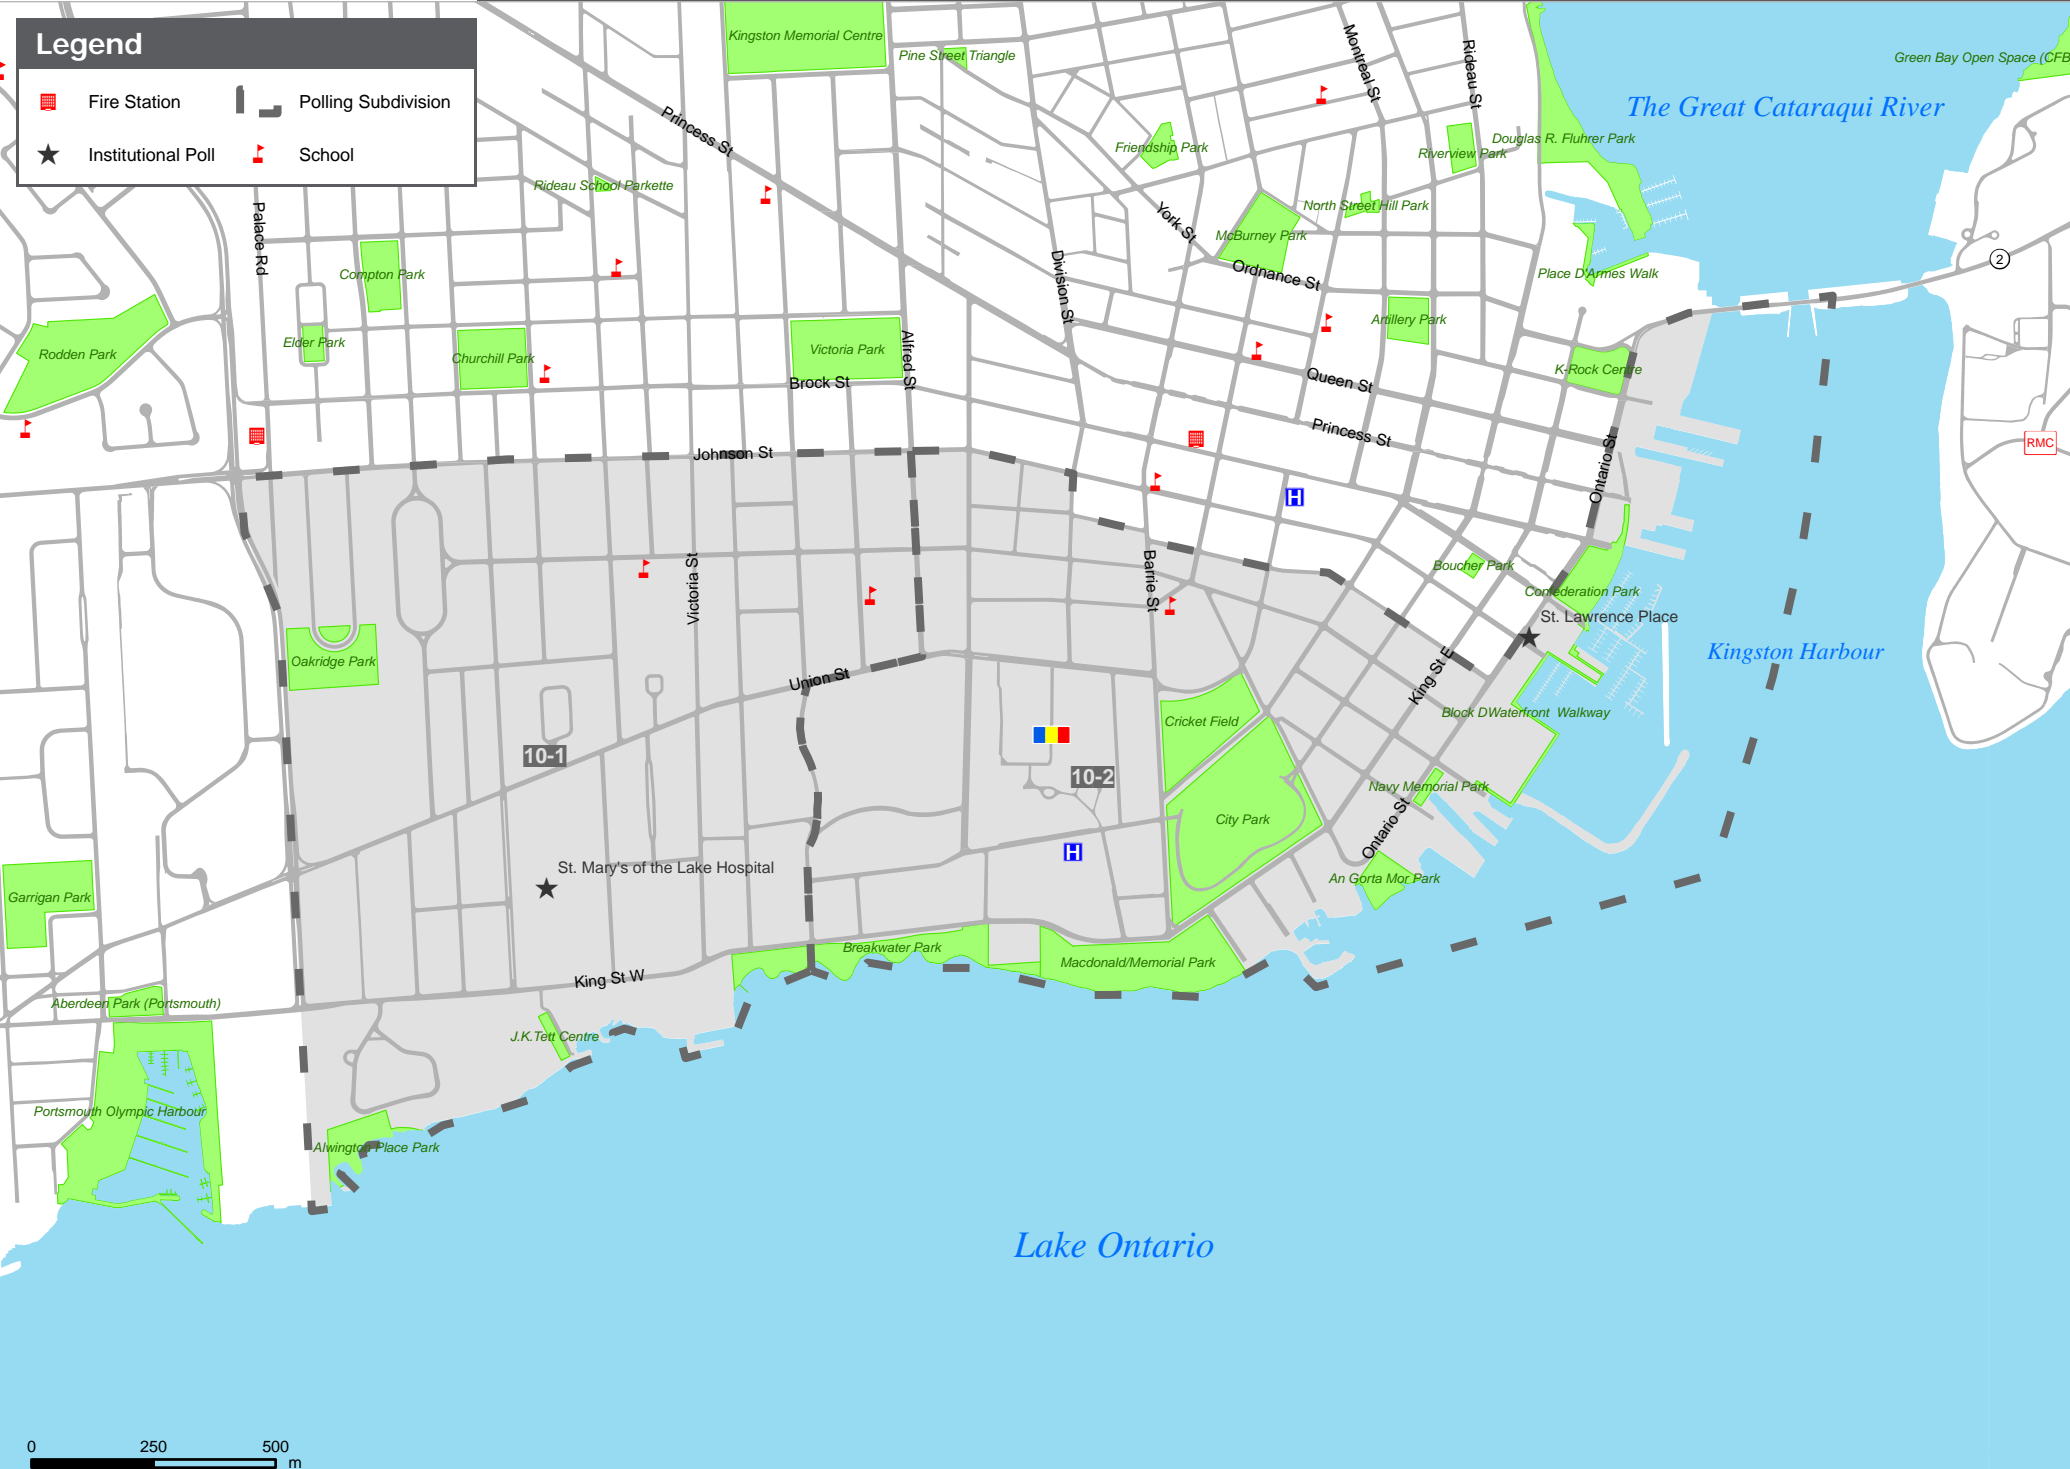 Legend
Fire Station
Polling Subdivision
Institutional Poll
School
Kingston Memorial Centre
Pine Street Triangle
Montreal St
Rideau St
Green Bay Open Space (CFB
The Great Cataraqui River
Princess St
Friendship Park
Riverview Park
Douglas R. Fluhrer Park
Rideau School Parkette
Palace Rd
York St
North Street Hill Park
McBurney Park
Compton Park
Division St
Ordnance St
Place D'Armes Walk
2
Rodden Park
Elder Park
Churchill Park
Victoria Park
Alfred St
Artillery Park
Brock St
Queen St
K-Rock Centre
Princess St
Johnson St
RMC
Ontario St
H
Victoria St
Barrie St
Boucher Park
Confederation Park
St. Lawrence Place
Oakridge Park
Union St
King St E
Kingston Harbour
Cricket Field
Block DWaterfront Walkway
10-1
10-2
Navy Memorial Park
City Park
Ontario St
H
St. Mary's of the Lake Hospital
An Gorta Mor Park
Garrigan Park
Breakwater Park
Macdonald/Memorial Park
King St W
Aberdeen Park (Portsmouth)
J.K.Tett Centre
Portsmouth Olympic Harbour
Alwington Place Park
Lake Ontario
0 250 500
m